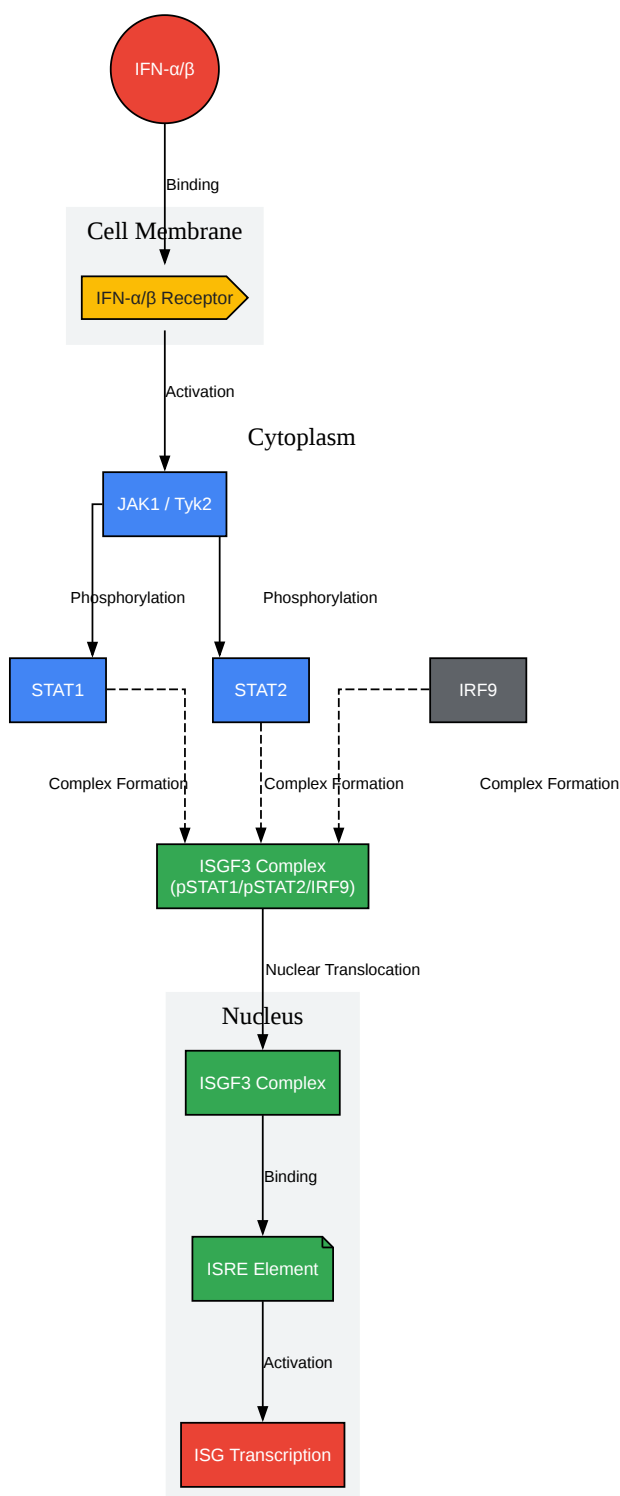 IFN-α/β
Binding
Cell Membrane
IFN-α/β Receptor
Activation
Cytoplasm
JAK1 / Tyk2
Phosphorylation
Phosphorylation
STAT1
STAT2
IRF9
Complex Formation
Complex Formation
Complex Formation
ISGF3 Complex
(pSTAT1/pSTAT2/IRF9)
Nuclear Translocation
Nucleus
ISGF3 Complex
Binding
ISRE Element
Activation
ISG Transcription